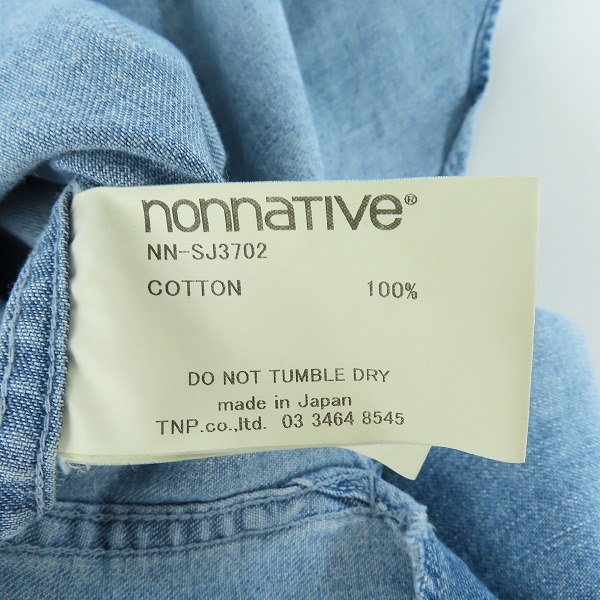 nonnative®
NN-SJ3702
COTTON 100%
DO NOT TUMBLE DRY
made in Japan
TNP.co.,ltd. 03 3464 8545